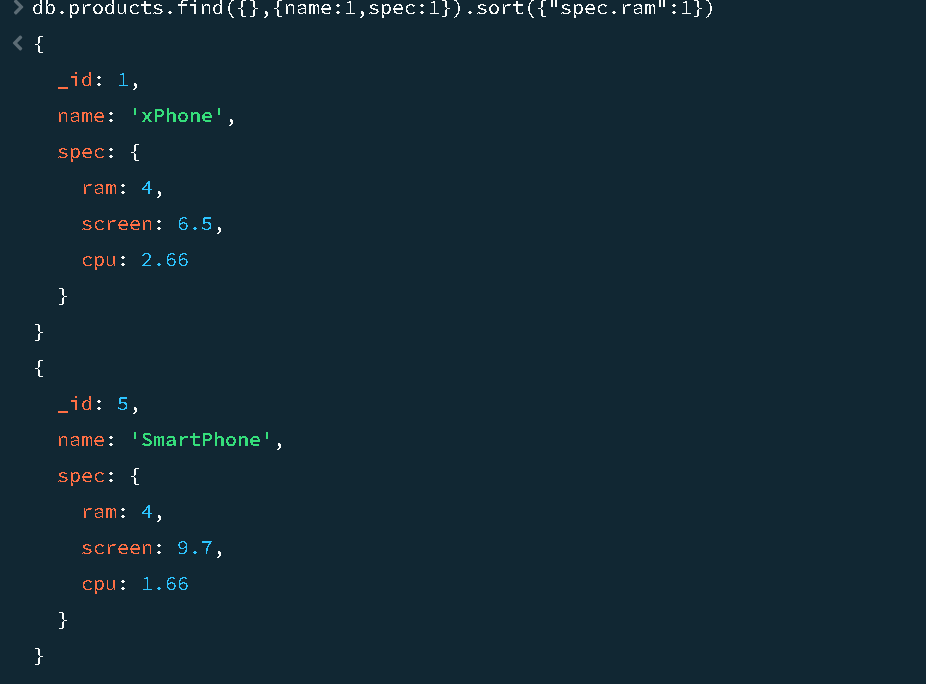 > db.products.find({},{name:1,spec:1}).sort({"spec.ram":1})
< {
_id: 1,
name: 'xPhone',
spec: {
ram: 4,
screen: 6.5,
cpu: 2.66
}
}
{
_id: 5,
name: 'SmartPhone',
spec: {
ram: 4,
screen: 9.7,
cpu: 1.66
}
}